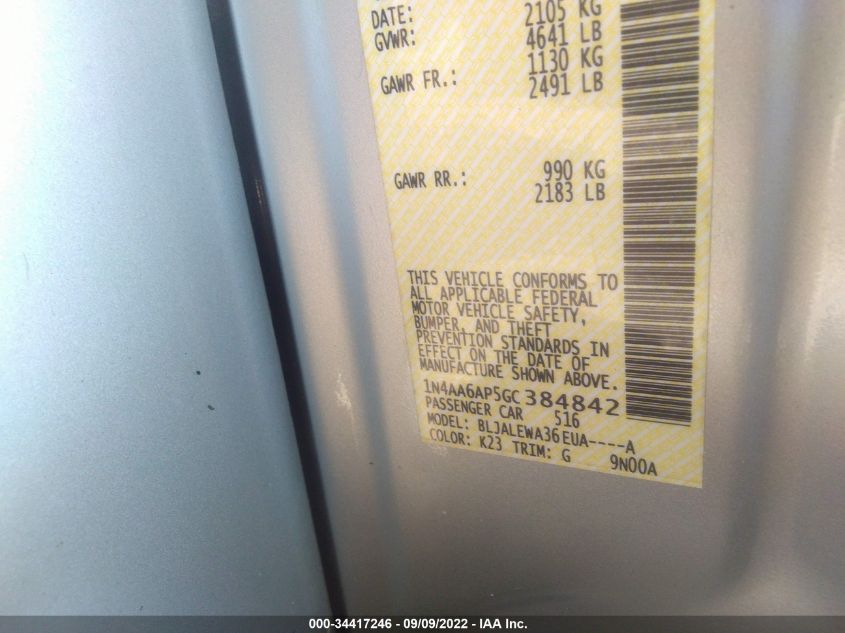 DATE: 2105 KG
GVWR: 4641 LB
1130 KG
GAWR FR.: 2491 LB
990 KG
GAWR RR.: 2183 LB
THIS VEHICLE CONFORMS TO
ALL APPLICABLE FEDERAL
MOTOR VEHICLE SAFETY,
BUMPER, AND THEFT
PREVENTION STANDARDS IN
EFFECT ON THE DATE OF
MANUFACTURE SHOWN ABOVE.
1N4AA6AP5GC384842
PASSENGER CAR 516
MODEL: BLJALEWA36EUA----A
COLOR: K23 TRIM: G 9N00A
000-34417246 - 09/09/2022 - IAA Inc.